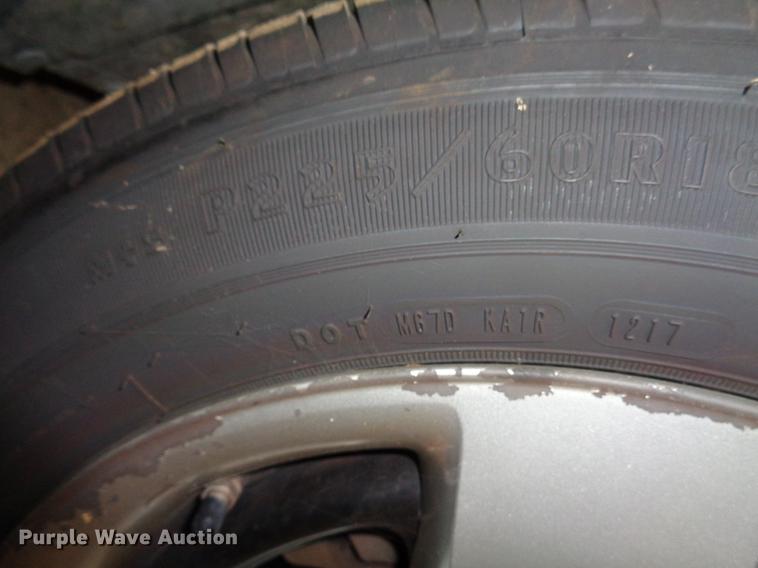 M+S P225/60R18
DOT M67D KA1R 1217
Purple Wave Auction